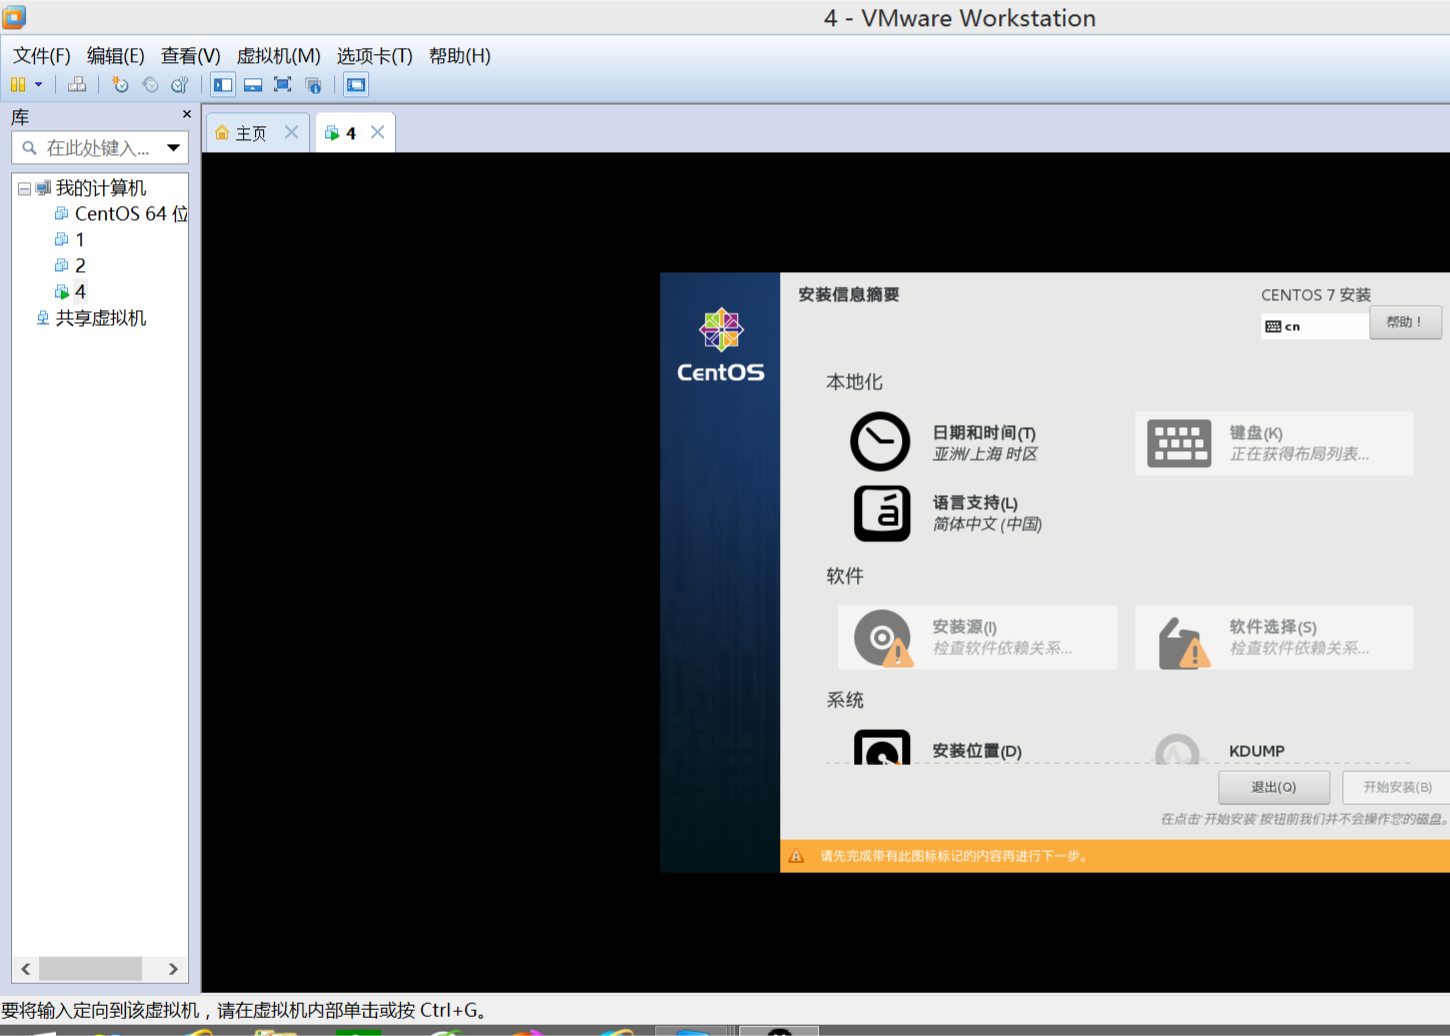 4 - VMware Workstation
文件(F) 编辑(E) 查看(V) 虚拟机(M) 选项卡(T) 帮助(H)
库
在此处键入...
我的计算机
CentOS 64 位
1
2
4
共享虚拟机
主页
4
CentOS
安装信息摘要
CENTOS 7 安装
cn
帮助！
本地化
日期和时间(T)
亚洲/上海 时区
键盘(K)
正在获得布局列表...
语言支持(L)
简体中文 (中国)
软件
安装源(I)
检查软件依赖关系...
软件选择(S)
检查软件依赖关系...
系统
安装位置(D)
KDUMP
退出(Q)
开始安装(B)
在点击'开始安装'按钮前我们并不会操作您的磁盘。
请先完成带有此图标标记的内容再进行下一步。
要将输入定向到该虚拟机，请在虚拟机内部单击或按 Ctrl+G。